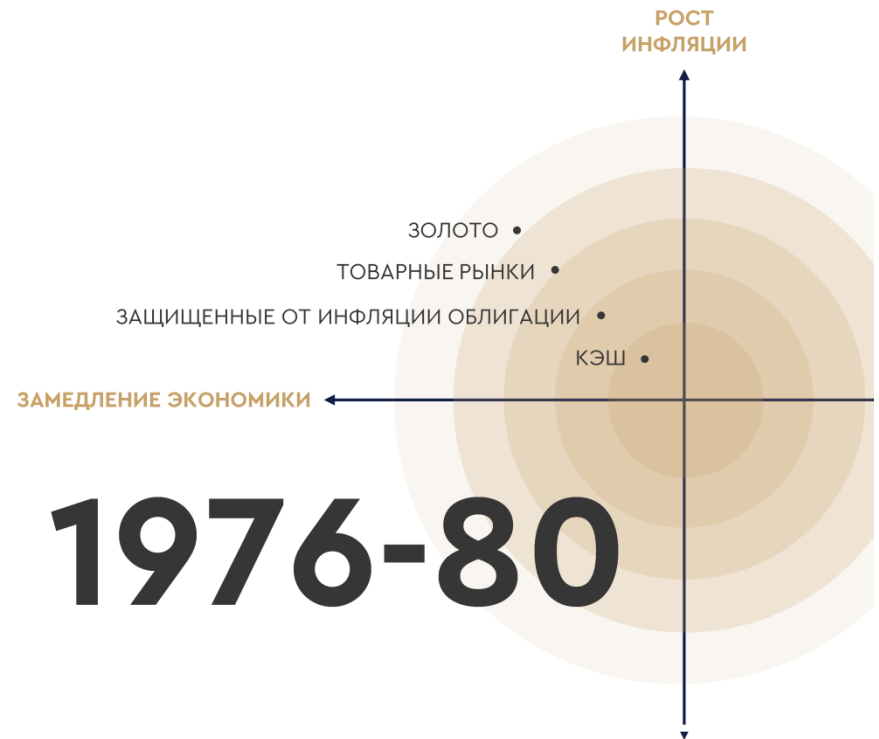 РОСТ
ИНФЛЯЦИИ
ЗОЛОТО
ТОВАРНЫЕ РЫНКИ
ЗАЩИЩЕННЫЕ ОТ ИНФЛЯЦИИ ОБЛИГАЦИИ
КЭШ
ЗАМЕДЛЕНИЕ ЭКОНОМИКИ
1976-80